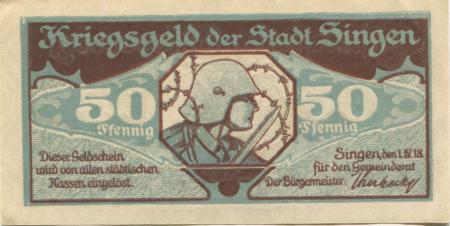 Kriegsgeld der Stadt Singen
50 Pfennig
50 Pfennig
Dieser Geldschein
wird von allen städtischen
Kassen eingelöst.
Singen, den 1. IV. 18.
für den Gemeinderat
Der Bürgermeister: